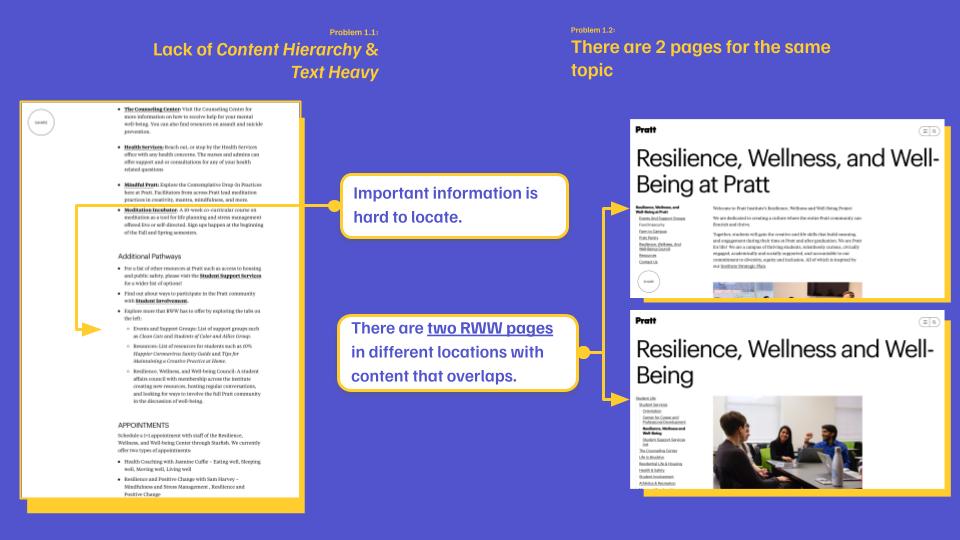 Problem 1.1:
Lack of Content Hierarchy &
Text Heavy
Problem 1.2:
There are 2 pages for the same
topic
SHARE
The Counseling Center: Visit the Counseling Center for
more information on how to receive help for your mental
well-being. You can also find resources on assault and suicide
prevention.
Health Services: Reach out, or stop by the Health Services
office with any health concerns. The nurses and admins can
offer support and or consultations for any of your health
related questions
Mindful Pratt: Explore the Contemplative Drop-In Practices
here at Pratt. Facilitators from across Pratt lead meditation
practices in creativity, mantra, mindfulness, and more.
Meditation Incubator: A 10 week co-curricular course on
meditation as a tool for life planning and stress management
offered live or self-directed. Sign ups happen at the beginning
of the Fall and Spring semesters.
Additional Pathways
For a list of other resources at Pratt such as access to housing
and public safety, please visit the Student Support Services
for a wider list of options!
Find out about ways to participate in the Pratt community
with Student Involvement.
Explore more that RWW has to offer by exploring the tabs on
the left:
Events and Support Groups: List of support groups such
as Clean Cats and Students of Color and Allies Group.
Resources: List of resources for students such as 10%
Happier Coronavirus Sanity Guide and Tips for
Maintaining a Creative Practice at Home.
Resilience, Wellness, and Well-being Council: A student
affairs council with membership across the Institute
creating new resources, hosting regular conversations,
and looking for ways to involve the full Pratt Community
in the discussion of well-being.
APPOINTMENTS
Schedule a 1-1 appointment with staff of the Resilience,
Wellness, and Well-being Center through Starfish. We currently
offer two types of appointments:
Health Coaching with Jasmine Cuffie – Eating well, Sleeping
well, Moving well, Living well
Resilience and Positive Change with Sam Harvey –
Mindfulness and Stress Management , Resilience and
Positive Change
Important information is
hard to locate.
There are two RWW pages
in different locations with
content that overlaps.
Pratt
Resilience, Wellness, and Well-
Being at Pratt
Resilience, Wellness, and
Well-Being at Pratt
Events And Support Groups
Food Insecurity
Farm to Campus
Pratt Pantry
Resilience, Wellness, And
Well-Being Council
Resources
Contact Us
Welcome to Pratt Institute's Resilience, Wellness, and Well-Being Project
We are dedicated to creating a culture where the entire Pratt community can
flourish and thrive.
Together, students will gain the creative and life skills that build meaning,
and engagement during their time at Pratt and after graduation. We are Pratt
for life! We are a campus of thriving students, mindfully curious, civically
engaged, academically and socially supported, and accountable to our
commitment to diversity, equity and inclusion. All of which is inspired by
our Institute Strategic Plan
SHARE
Pratt
Resilience, Wellness and Well-
Being
Student Life
Student Services
Orientation
Center for Career and
Professional Development
Resilience, Wellness and
Well-Being
Student Support Services
The Counseling Center
Life in Brooklyn
Residential Life & Housing
Health & Safety
Student Involvement
Athletics & Recreation